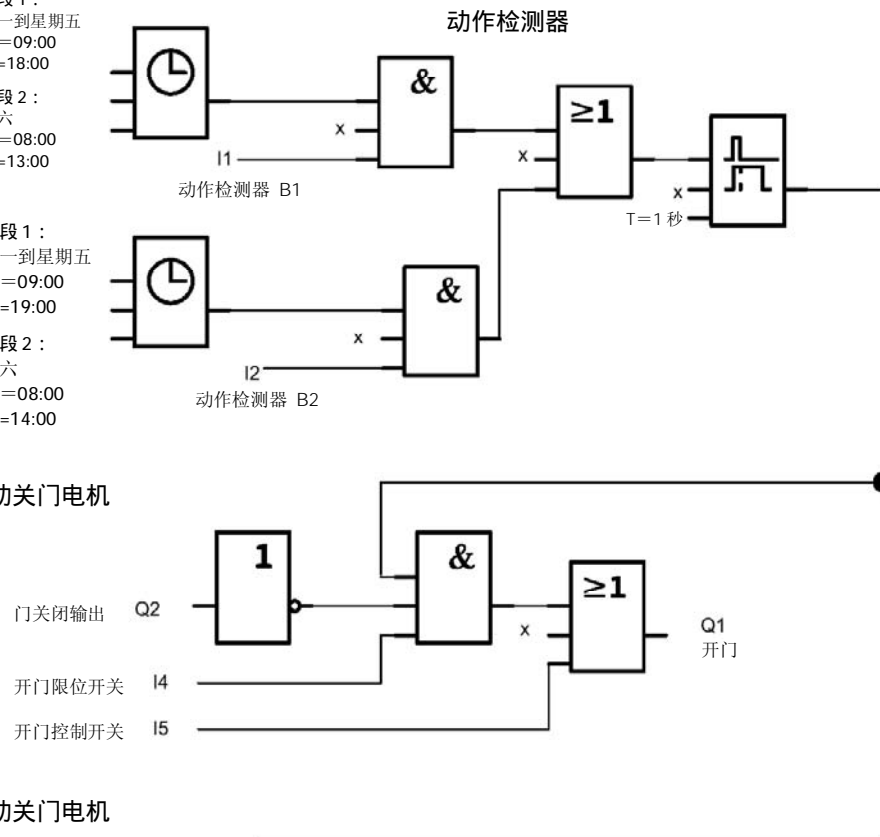 动作检测器
段 1：
一到星期五
=09:00
=18:00
段 2：
六
=08:00
=13:00
&
≥1
x
I1
动作检测器 B1
x
x
T=1 秒
段 1：
一到星期五
=09:00
=19:00
&
x
段 2：
六
=08:00
=14:00
I2
动作检测器 B2
动关门电机
1
&
≥1
门关闭输出 Q2
x
Q1
开门
开门限位开关 I4
开门控制开关 I5
动关门电机